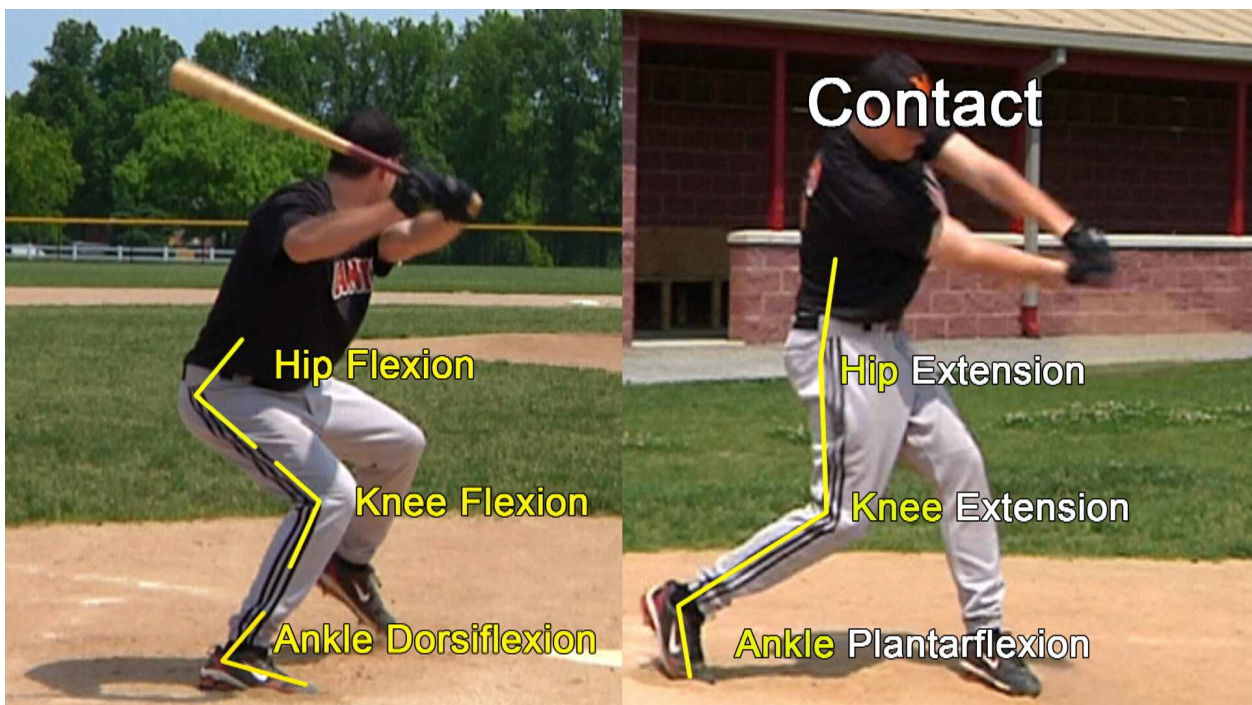 Hip Flexion
Knee Flexion
Ankle Dorsiflexion
Contact
Hip Extension
Knee Extension
Ankle Plantarflexion